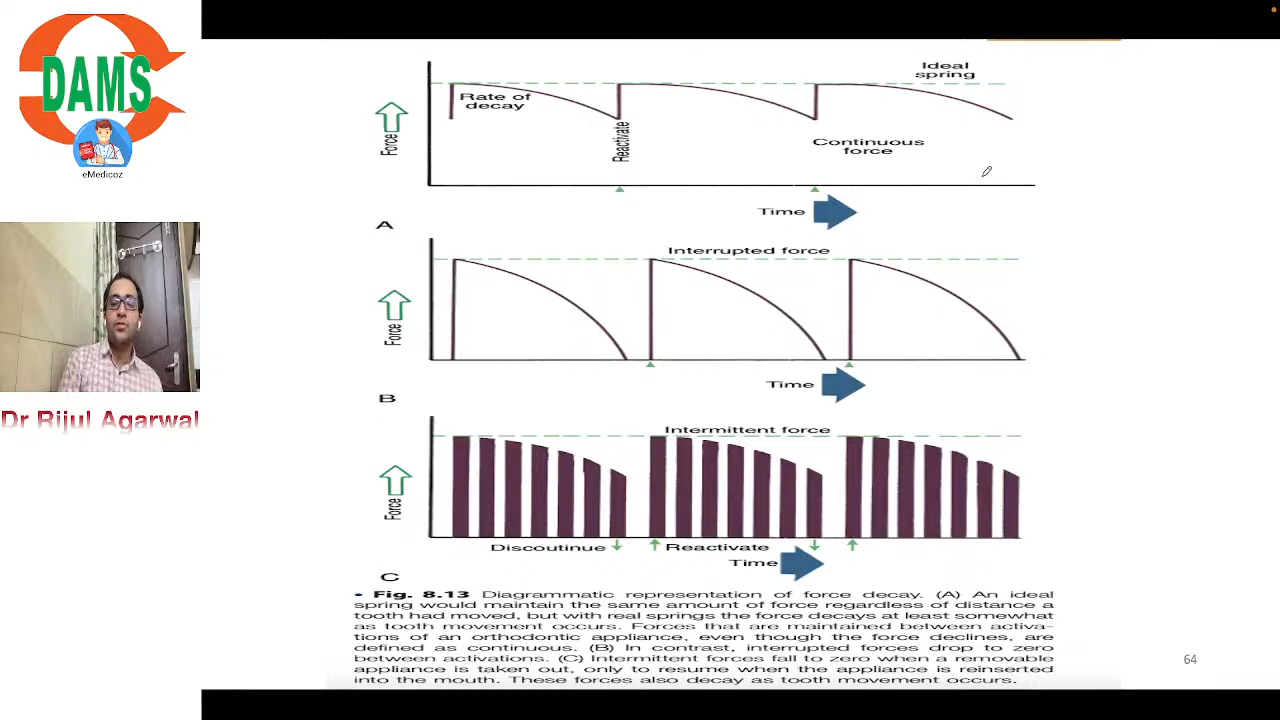 DAMS
eMedicoz
Dr Rijul Agarwal
Ideal
spring
Rate of
decay
Force
Reactivate
Continuous
force
Time
A
Interrupted force
Force
Time
B
Intermittent force
Force
Discoutinue
Reactivate
Time
C
• Fig. 8.13 Diagrammatic representation of force decay. (A) An ideal
spring would maintain the same amount of force regardless of distance a
tooth had moved, but with real springs the force decays at least somewhat
as tooth movement occurs. Forces that are maintained between activa-
tions of an orthodontic appliance, even though the force declines, are
defined as continuous. (B) In contrast, interrupted forces drop to zero
between activations. (C) Intermittent forces fall to zero when a removable
appliance is taken out, only to resume when the appliance is reinserted
into the mouth. These forces also decay as tooth movement occurs.
64